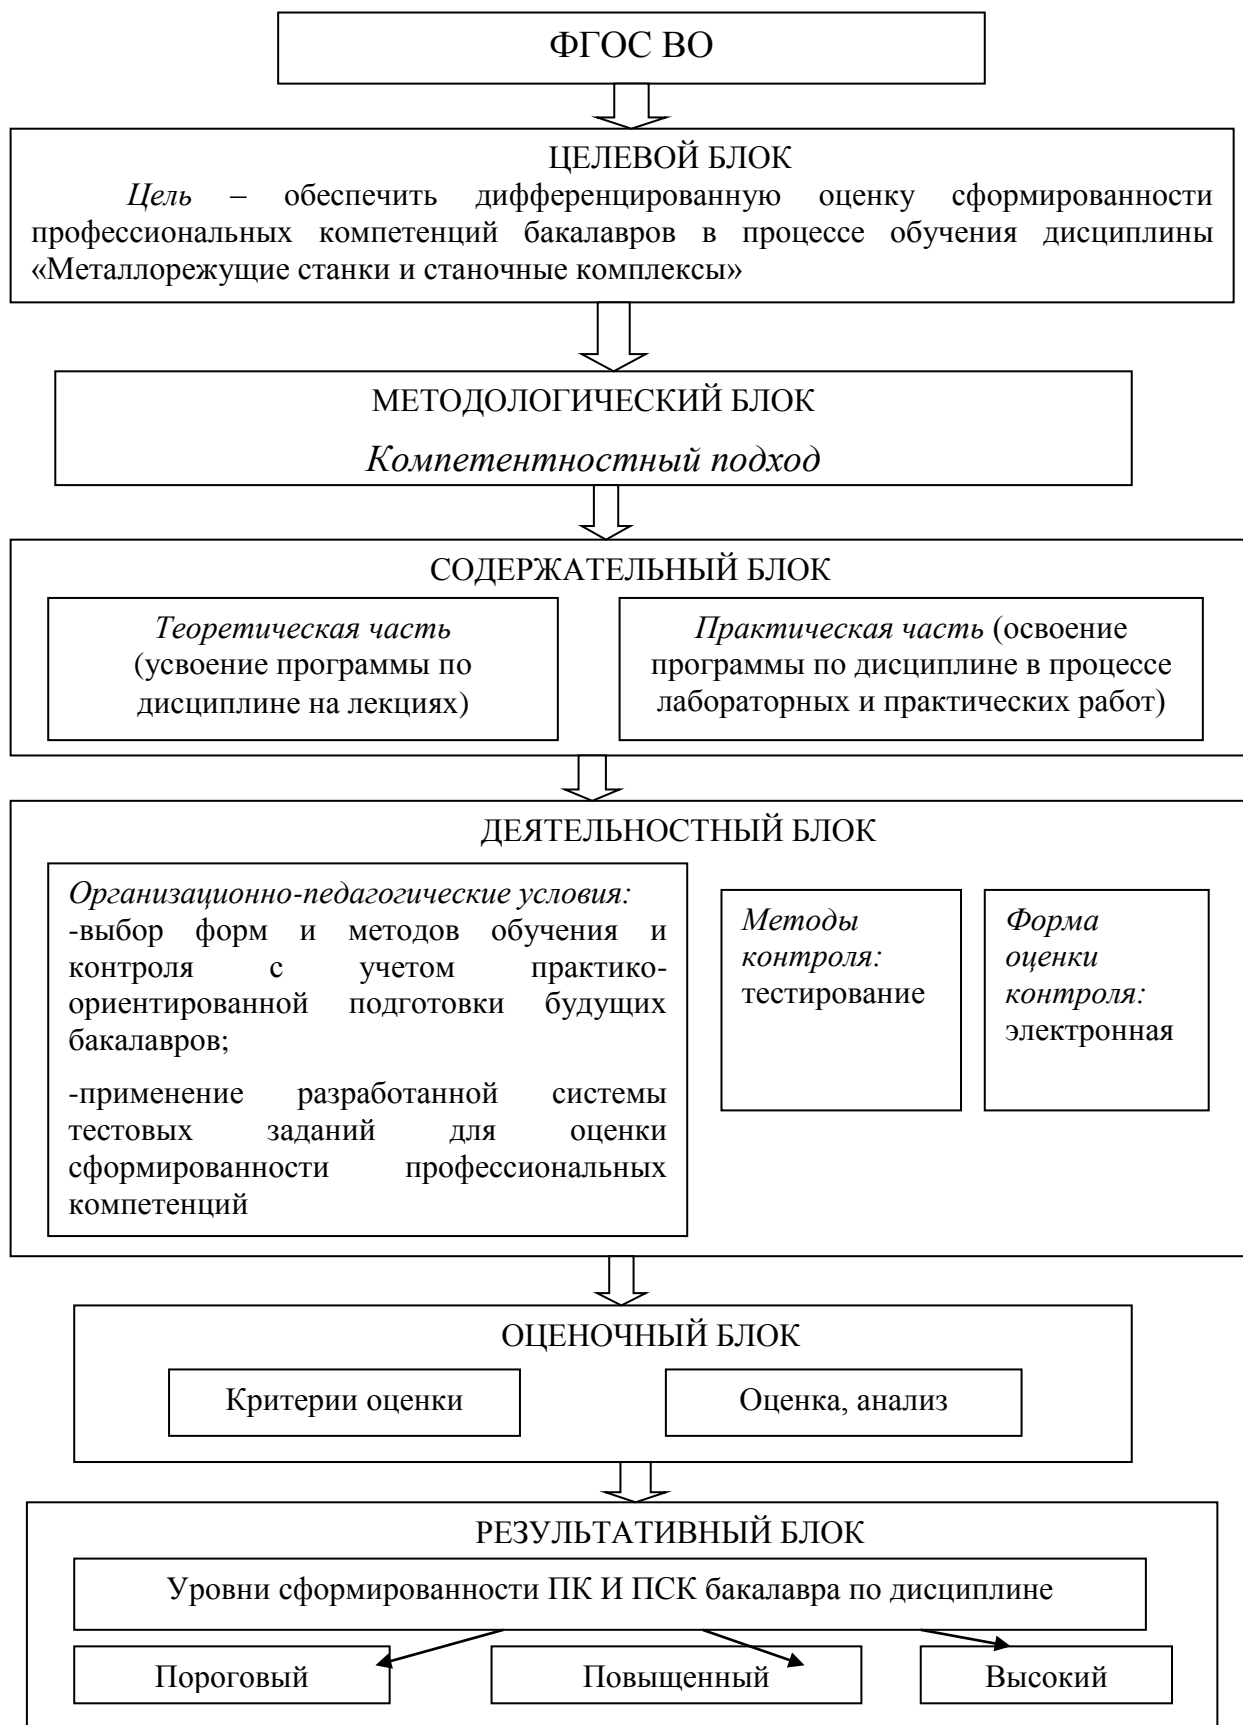 ФГОС ВО
ЦЕЛЕВОЙ БЛОК
Цель – обеспечить дифференцированную оценку сформированности
профессиональных компетенций бакалавров в процессе обучения дисциплины
«Металлорежущие станки и станочные комплексы»
МЕТОДОЛОГИЧЕСКИЙ БЛОК
Компетентностный подход
СОДЕРЖАТЕЛЬНЫЙ БЛОК
Теоретическая часть
(усвоение программы по
дисциплине на лекциях)
Практическая часть (освоение
программы по дисциплине в процессе
лабораторных и практических работ)
ДЕЯТЕЛЬНОСТНЫЙ БЛОК
Организационно-педагогические условия:
-выбор форм и методов обучения и
контроля с учетом практико-
ориентированной подготовки будущих
бакалавров;
-применение разработанной системы
тестовых заданий для оценки
сформированности профессиональных
компетенций
Методы
контроля:
тестирование
Форма
оценки
контроля:
электронная
ОЦЕНОЧНЫЙ БЛОК
Критерии оценки
Оценка, анализ
РЕЗУЛЬТАТИВНЫЙ БЛОК
Уровни сформированности ПК И ПСК бакалавра по дисциплине
Пороговый
Повыщенный
Высокий